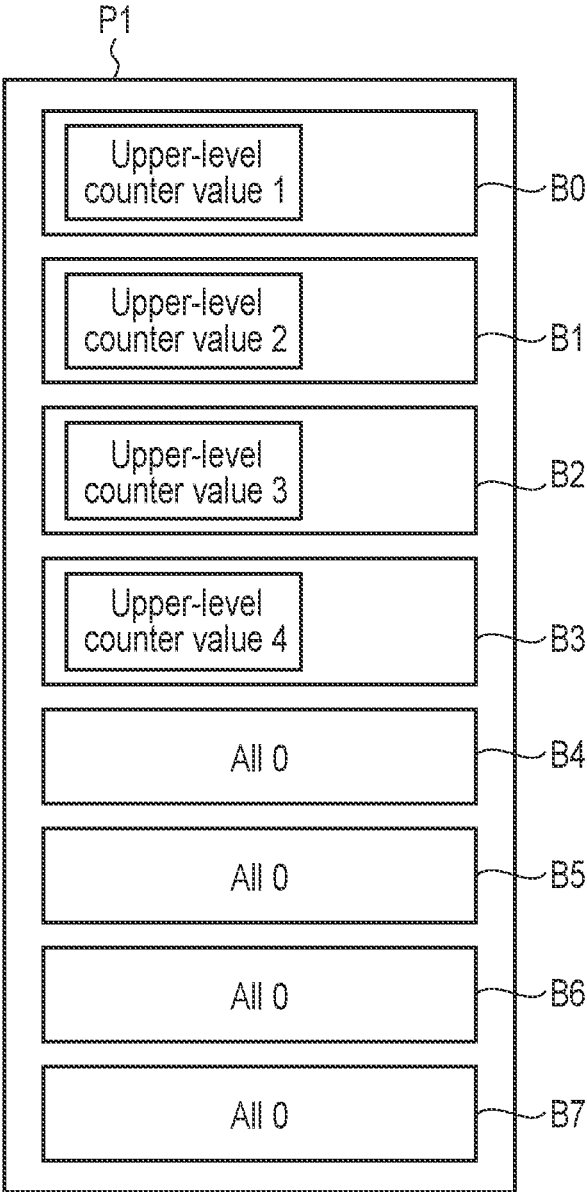 P1
Upper-level
counter value 1
B0
Upper-level
counter value 2
B1
Upper-level
counter value 3
B2
Upper-level
counter value 4
B3
All 0
B4
All 0
B5
All 0
B6
All 0
B7